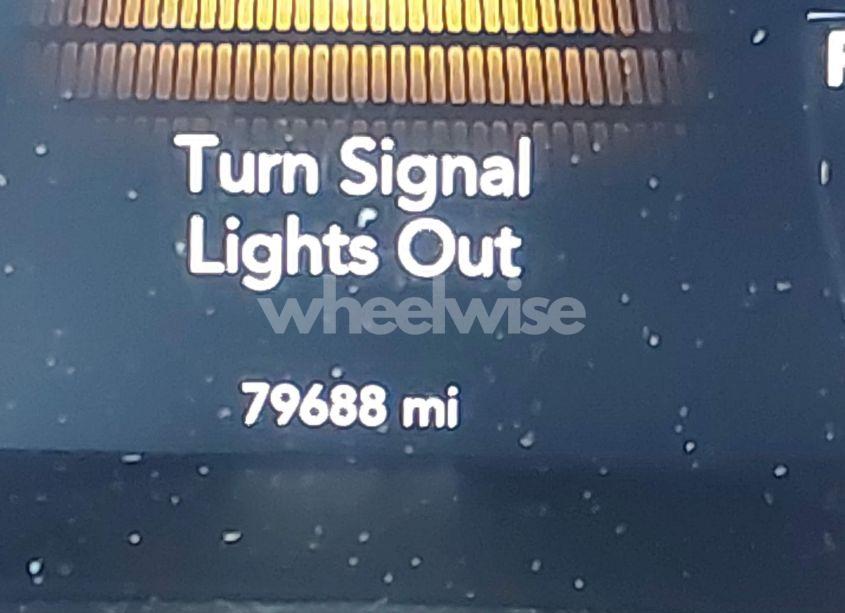 Turn Signal
Lights Out
wheelwise
79688 mi